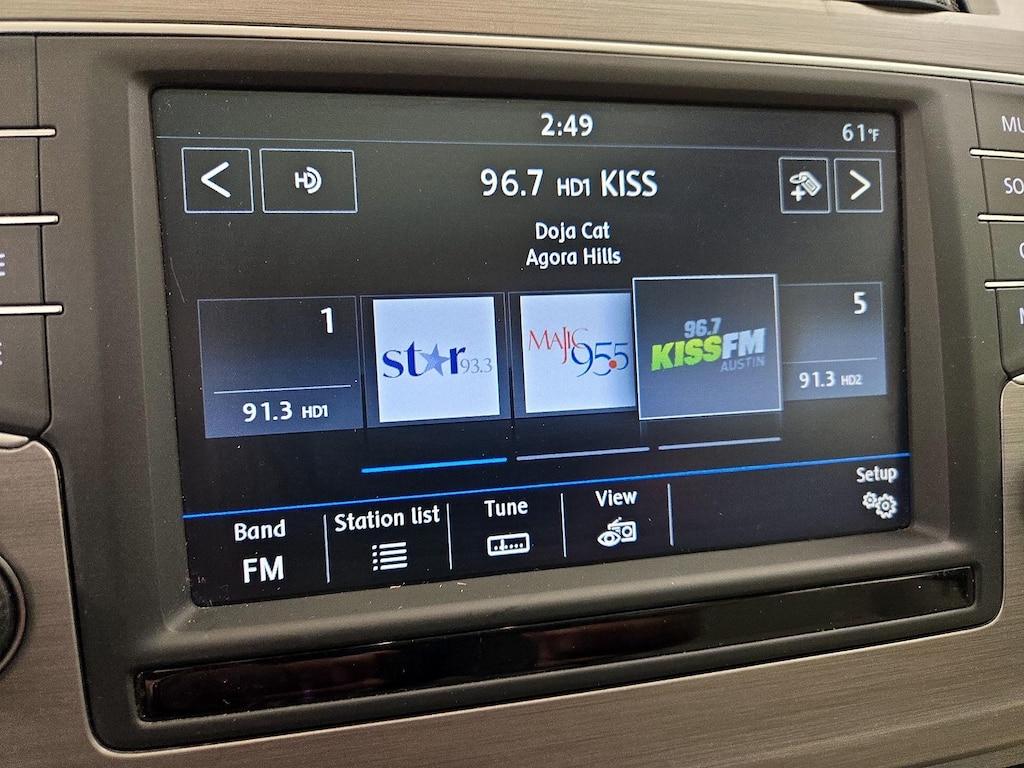 2:49
61°F
HD
96.7 HD1 KISS
Doja Cat
Agora Hills
1
91.3 HD1
star 93.3
MAJIC
95.5
96.7
KISSFM
AUSTIN
5
91.3 HD2
Band
FM
Station list
Tune
View
Setup